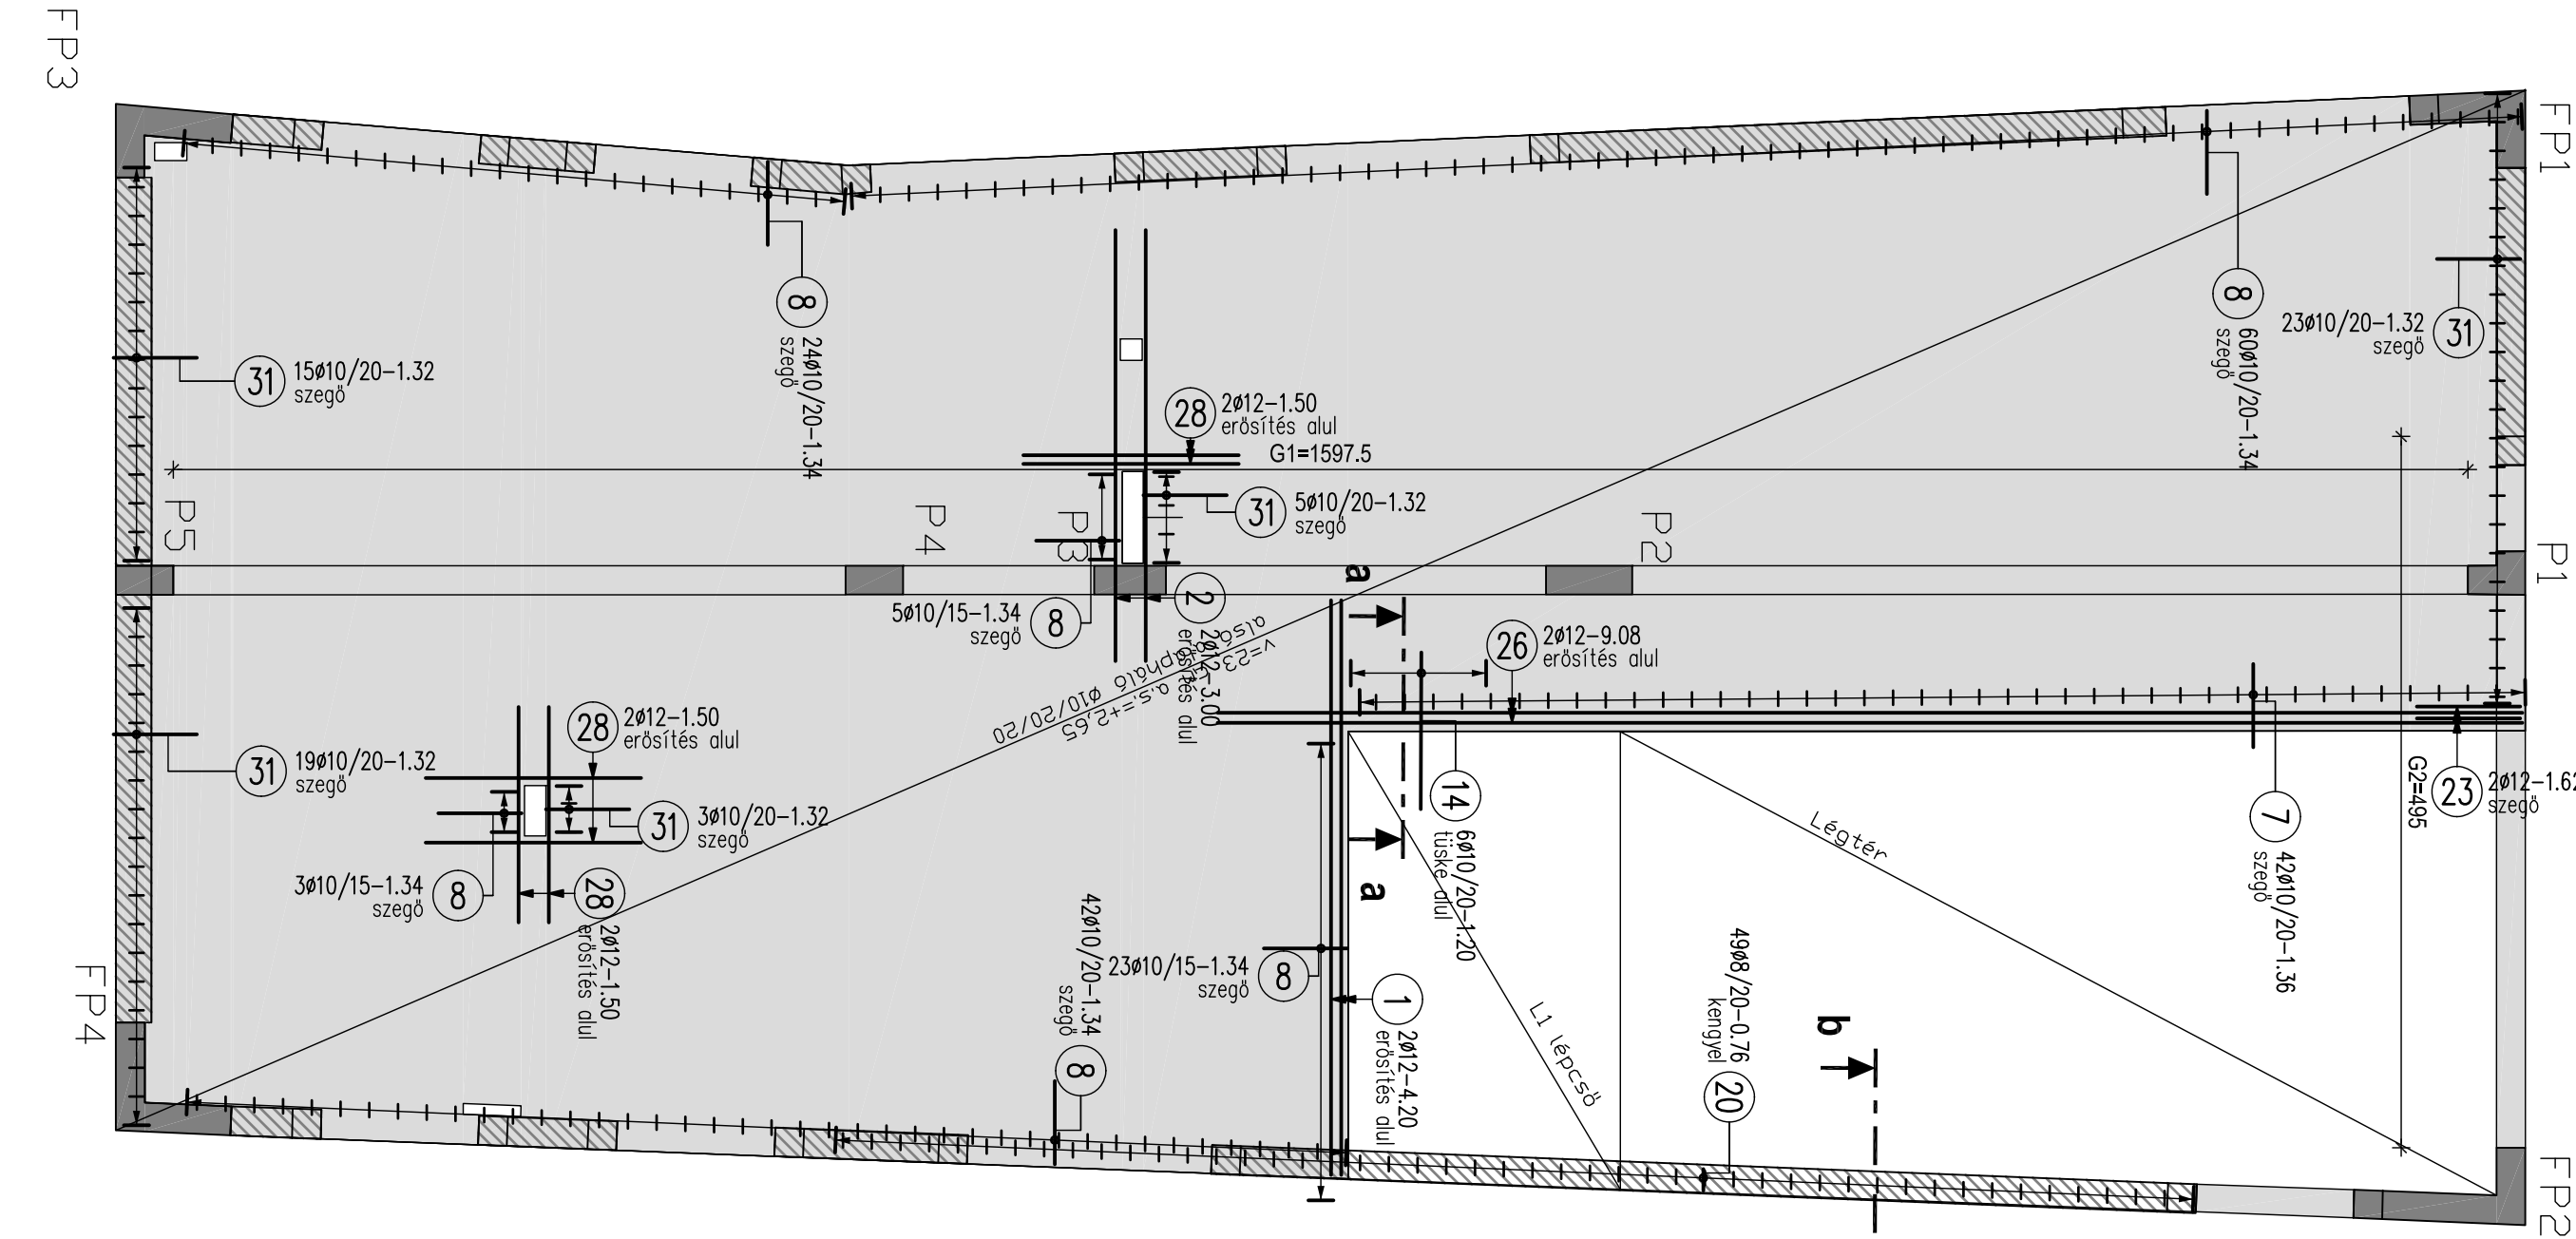 FP3
FP1
8
60ø10/20-1.34
szegő
23ø10/20-1.32
szegő
31
8
24ø10/20-1.34
szegő
31
15ø10/20-1.32
szegő
28
2ø12-1.50
erősítés alul
G1=1597.5
31
5ø10/20-1.32
szegő
P5
P4
P3
P2
P1
5ø10/15-1.34
szegő
8
2
2ø12-3.00
erősítés alul
a
26
2ø12-9.08
erősítés alul
alsó alapháló ø10/20/20
v=23
a.s.=+2,65
28
2ø12-1.50
erősítés alul
31
19ø10/20-1.32
szegő
31
3ø10/20-1.32
szegő
3ø10/15-1.34
szegő
8
28
2ø12-1.50
erősítés alul
14
6ø10/20-1.20
tüske alul
a
Légtér
G2=495
23
2ø12-1.62
szegő
7
42ø10/20-1.36
szegő
42ø10/20-1.34
szegő
8
23ø10/15-1.34
szegő
8
1
2ø12-4.20
erősítés alul
L1 lépcső
49ø8/20-0.76
kengyel
20
b
FP4
FP2